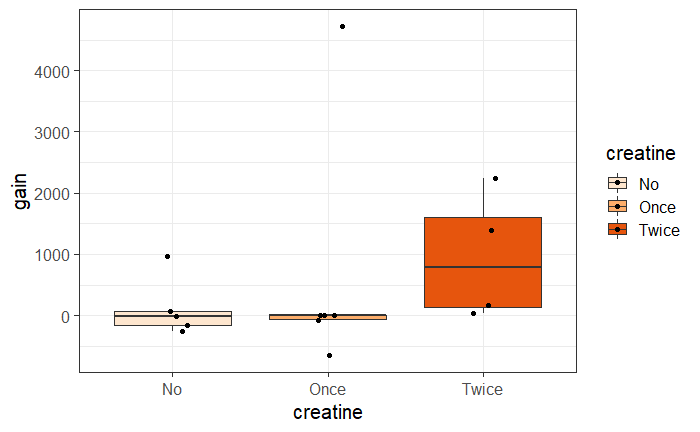 gain
4000
3000
2000
1000
0
No
Once
Twice
creatine
creatine
No
Once
Twice